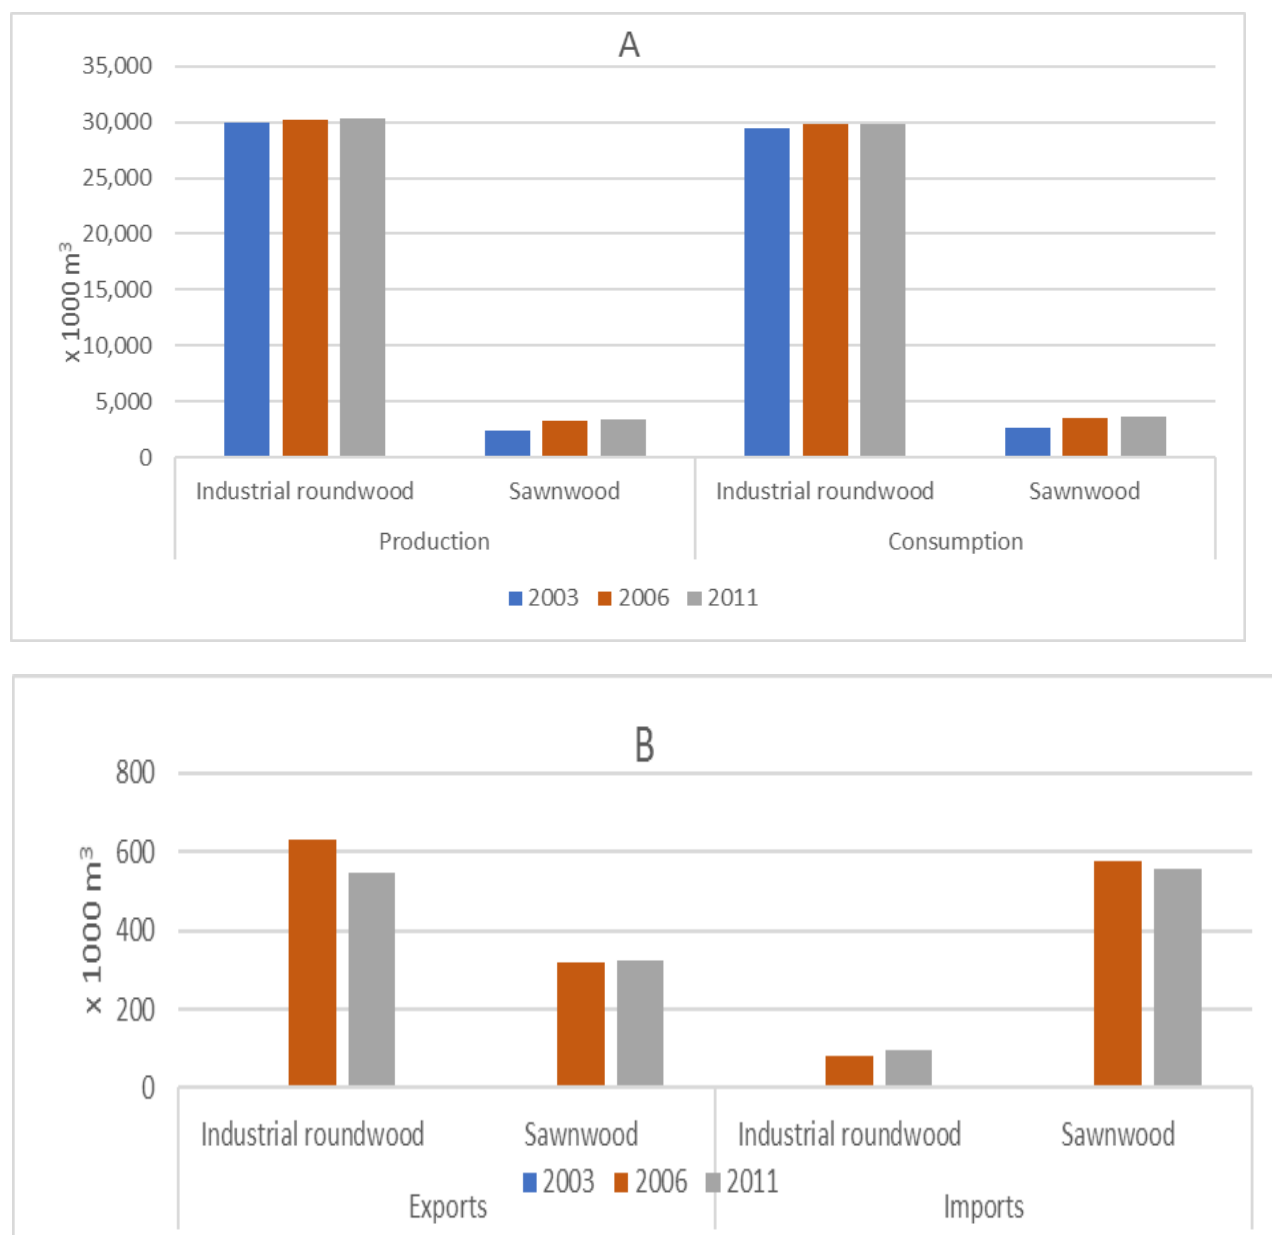 A
35,000
30,000
25,000
20,000
15,000
10,000
5,000
0
x 1000 m³
Industrial roundwood Sawnwood Industrial roundwood Sawnwood
Production Consumption
2003 2006 2011
B
800
600
400
200
0
x 1000 m³
Industrial roundwood Sawnwood Industrial roundwood Sawnwood
2003 2006 2011
Exports Imports